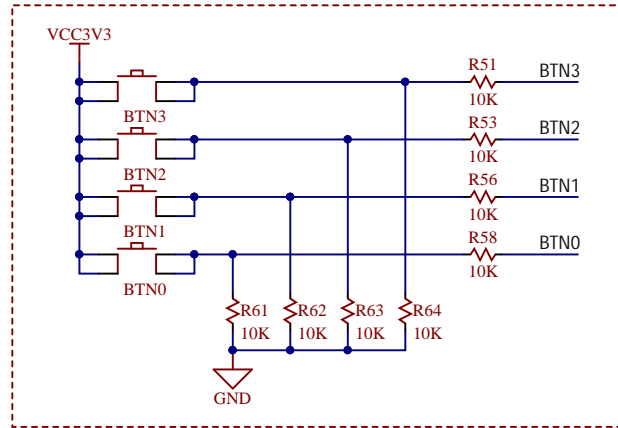 VCC3V3
R51
BTN3
10K
BTN3
R53
BTN2
10K
BTN2
R56
BTN1
10K
BTN1
R58
BTN0
10K
BTN0
R61 R62 R63 R64
10K 10K 10K 10K
GND